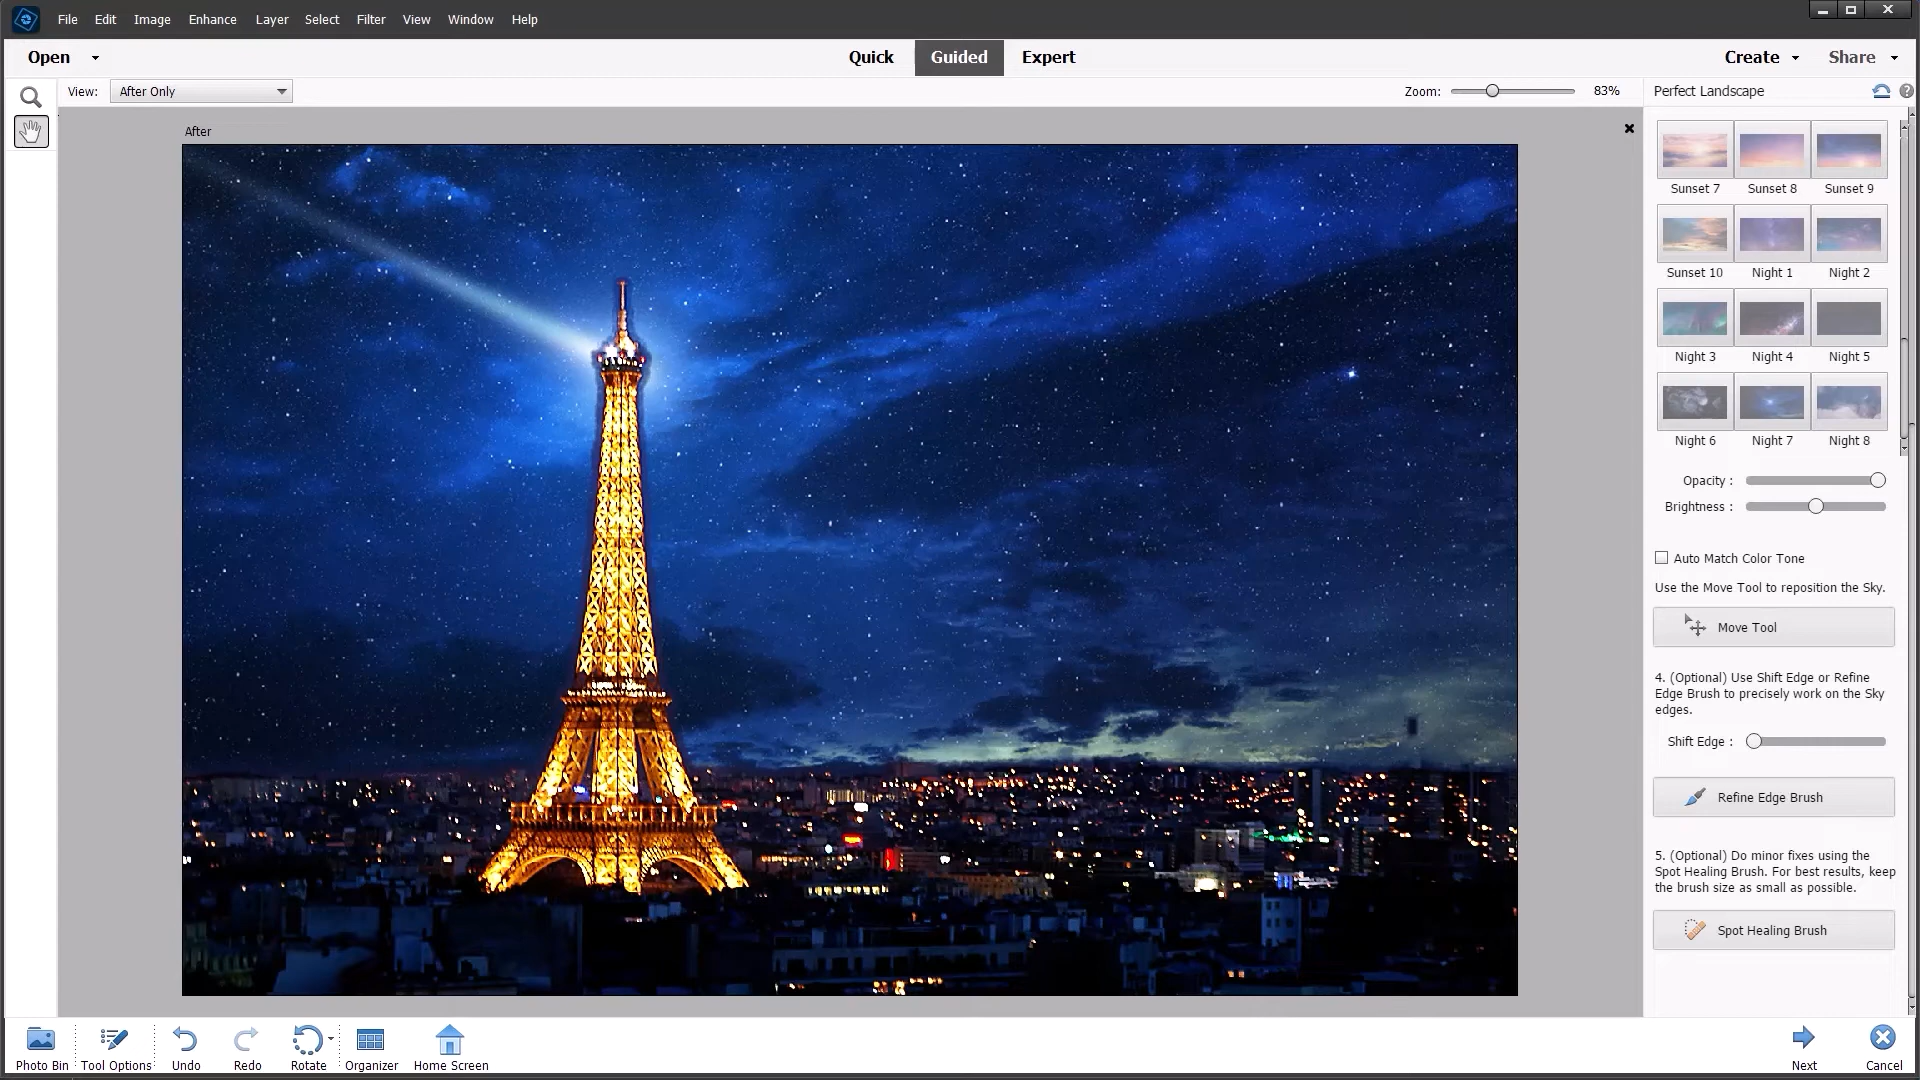 File Edit Image Enhance Layer Select Filter View Window Help
Open Quick Guided Expert Create Share
View: After Only Zoom: 83% Perfect Landscape ?
After
Sunset 7 Sunset 8 Sunset 9
Sunset 10 Night 1 Night 2
Night 3 Night 4 Night 5
Night 6 Night 7 Night 8
Opacity :
Brightness :
Auto Match Color Tone
Use the Move Tool to reposition the Sky.
Move Tool
4. (Optional) Use Shift Edge or Refine
Edge Brush to precisely work on the Sky
edges.
Shift Edge :
Refine Edge Brush
5. (Optional) Do minor fixes using the
Spot Healing Brush. For best results, keep
the brush size as small as possible.
Spot Healing Brush
Photo Bin Tool Options Undo Redo Rotate Organizer Home Screen Next Cancel